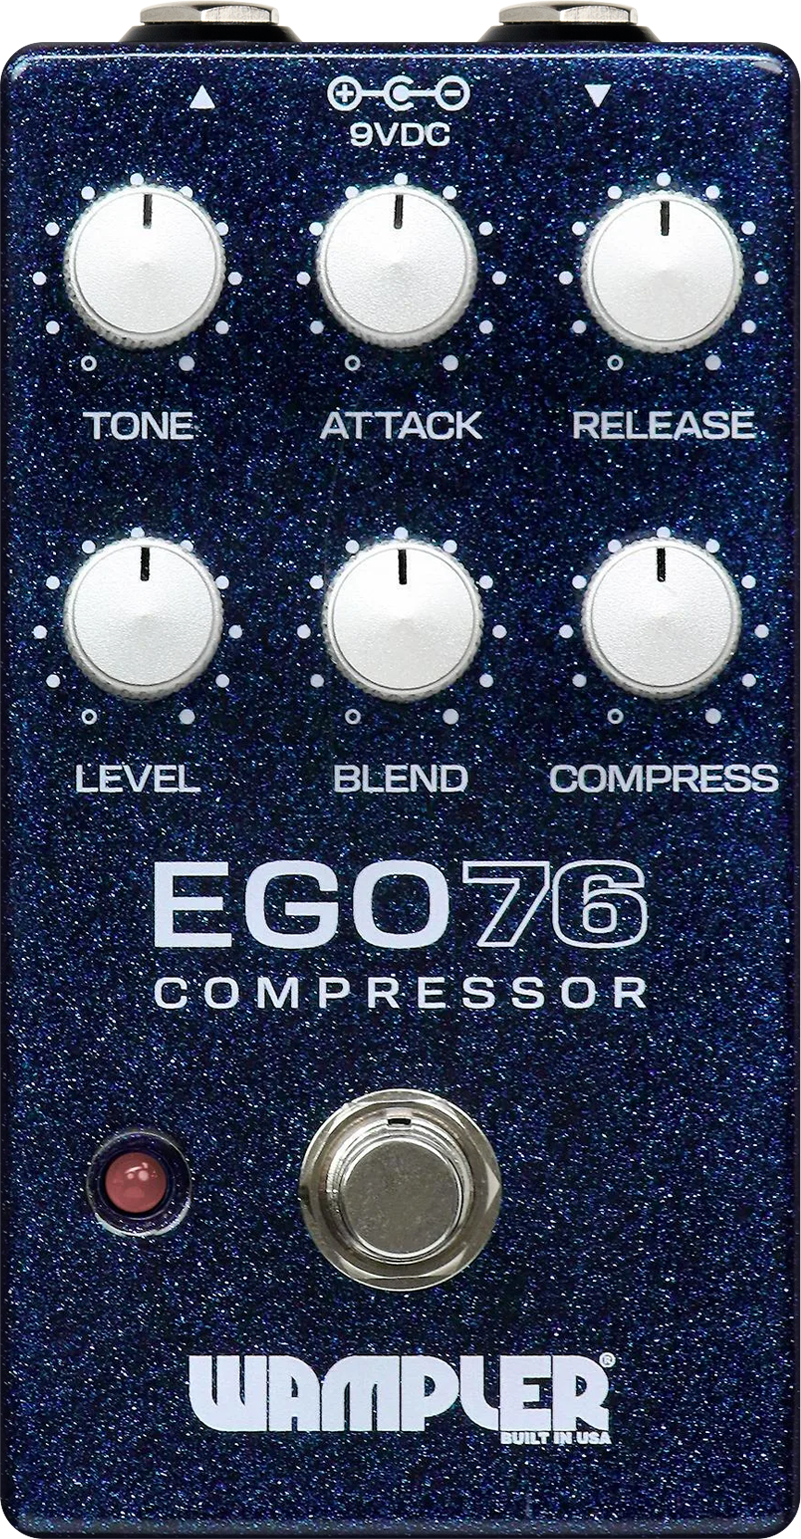 9VDC
TONE ATTACK RELEASE
LEVEL BLEND COMPRESS
EGO76
COMPRESSOR
WAMPLER®
BUILT IN USA